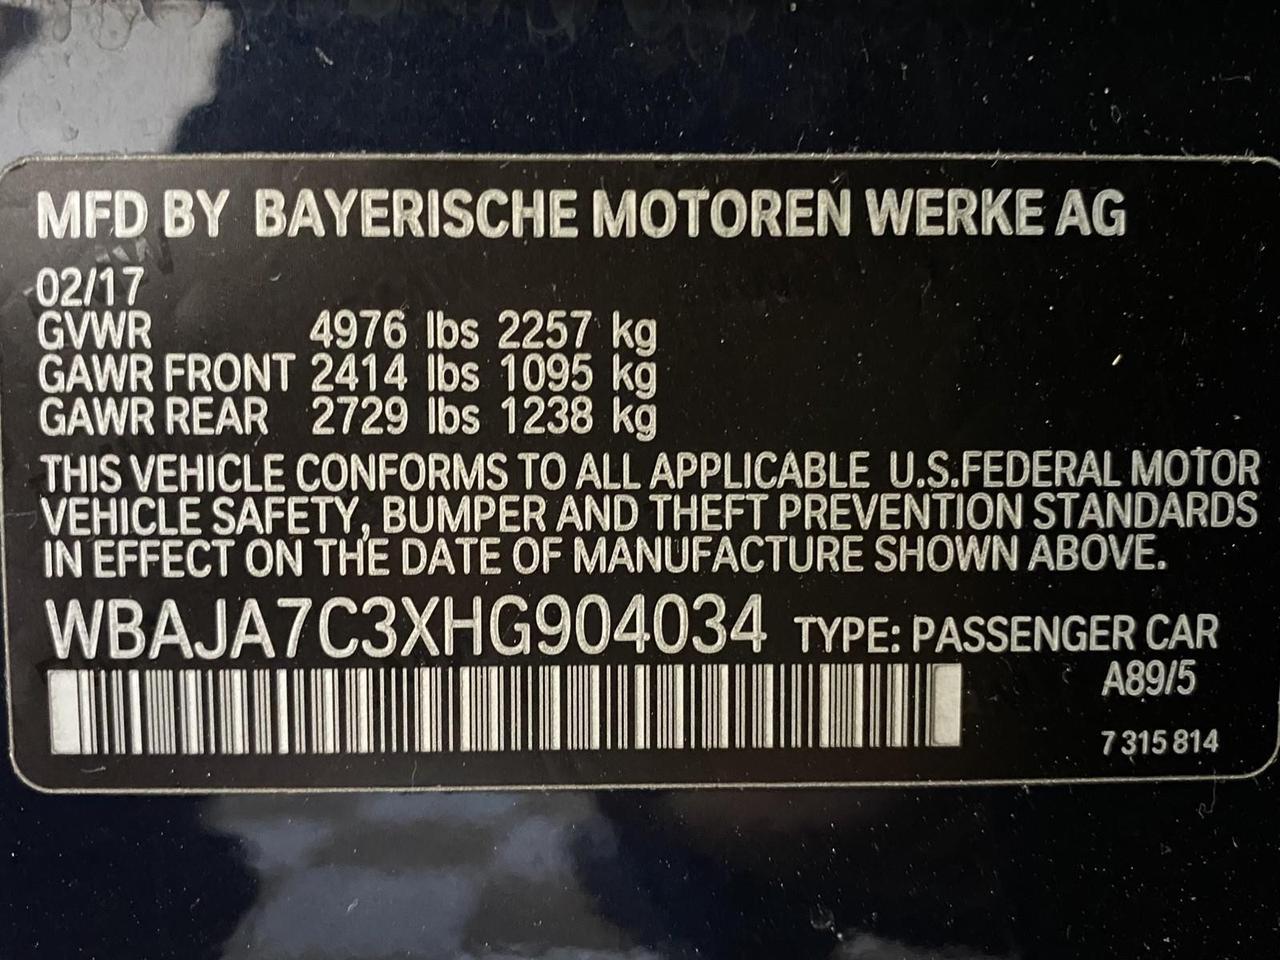 MFD BY BAYERISCHE MOTOREN WERKE AG
02/17
GVWR 4976 lbs 2257 kg
GAWR FRONT 2414 lbs 1095 kg
GAWR REAR 2729 lbs 1238 kg
THIS VEHICLE CONFORMS TO ALL APPLICABLE U.S.FEDERAL MOTOR
VEHICLE SAFETY, BUMPER AND THEFT PREVENTION STANDARDS
IN EFFECT ON THE DATE OF MANUFACTURE SHOWN ABOVE.
WBAJA7C3XHG904034 TYPE: PASSENGER CAR
A89/5
7 315 814